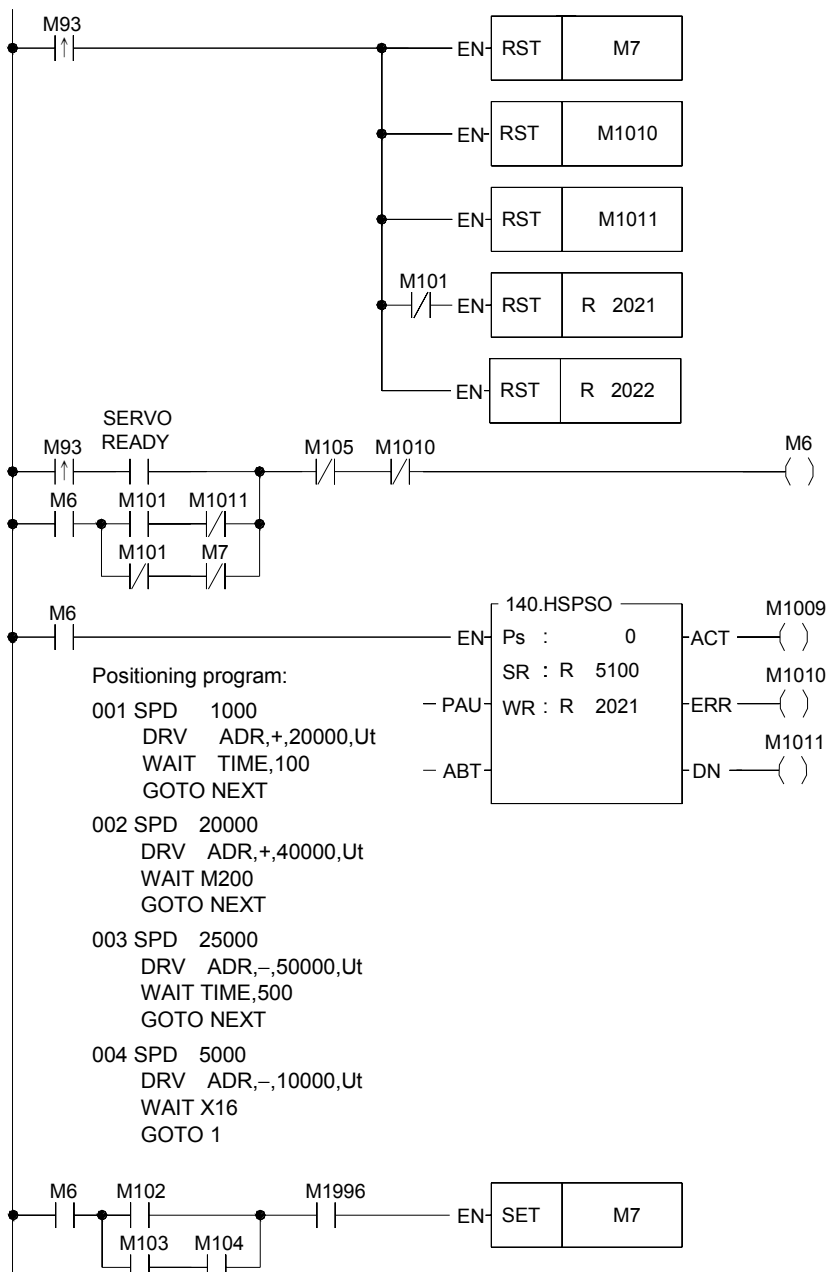 M93
EN RST M7
EN RST M1010
EN RST M1011
M101
EN RST R 2021
EN RST R 2022
SERVO
READY
M93 M105 M1010 M6
M6 M101 M1011
M101 M7
M6
140.HSPSO
EN Ps : 0 ACT M1009
SR : R 5100
PAU WR : R 2021 ERR M1010
ABT DN M1011
Positioning program:
001 SPD 1000
DRV ADR,+,20000,Ut
WAIT TIME,100
GOTO NEXT
002 SPD 20000
DRV ADR,+,40000,Ut
WAIT M200
GOTO NEXT
003 SPD 25000
DRV ADR,–,50000,Ut
WAIT TIME,500
GOTO NEXT
004 SPD 5000
DRV ADR,–,10000,Ut
WAIT X16
GOTO 1
M6 M102 M1996
EN SET M7
M103 M104